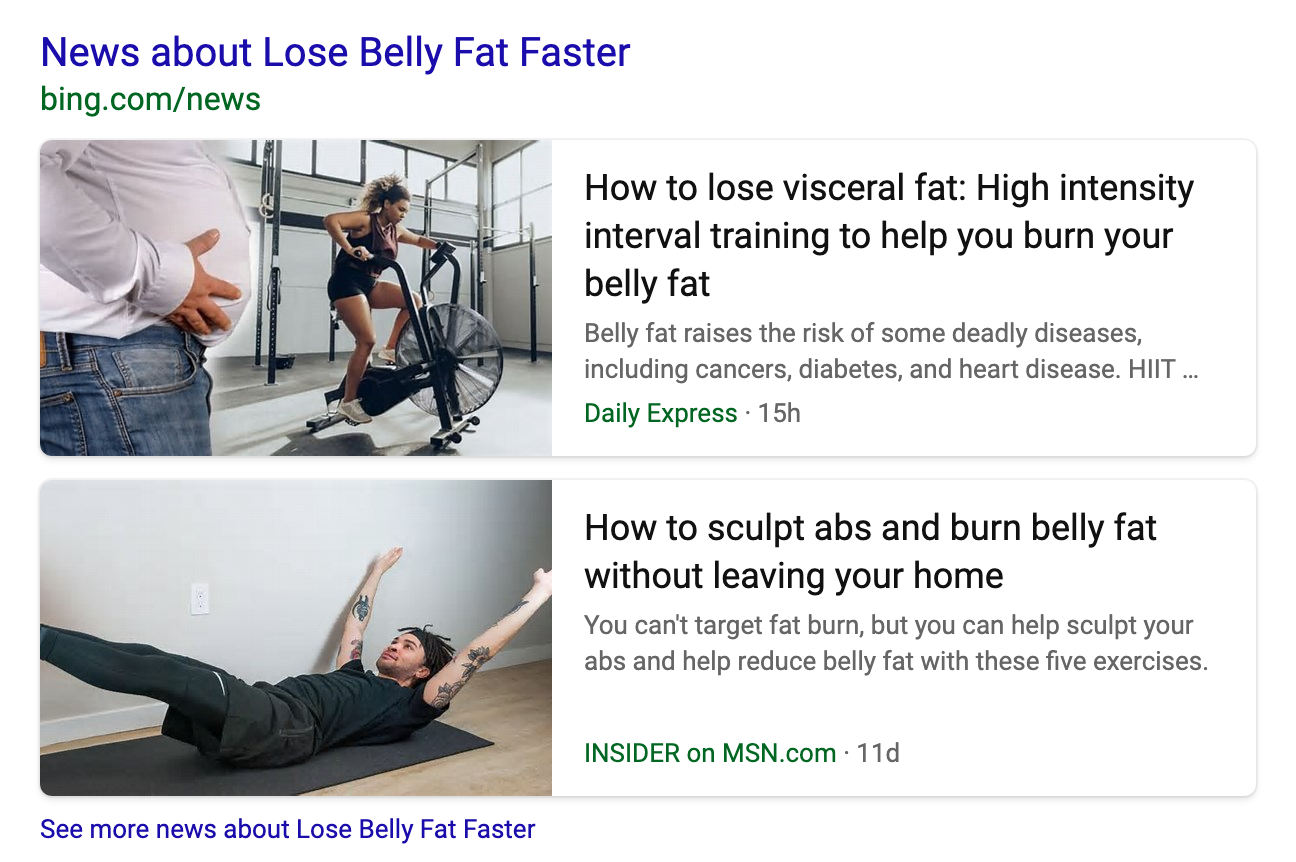 News about Lose Belly Fat Faster
bing.com/news
How to lose visceral fat: High intensity
interval training to help you burn your
belly fat
Belly fat raises the risk of some deadly diseases,
including cancers, diabetes, and heart disease. HIIT ...
Daily Express · 15h
How to sculpt abs and burn belly fat
without leaving your home
You can't target fat burn, but you can help sculpt your
abs and help reduce belly fat with these five exercises.
INSIDER on MSN.com · 11d
See more news about Lose Belly Fat Faster